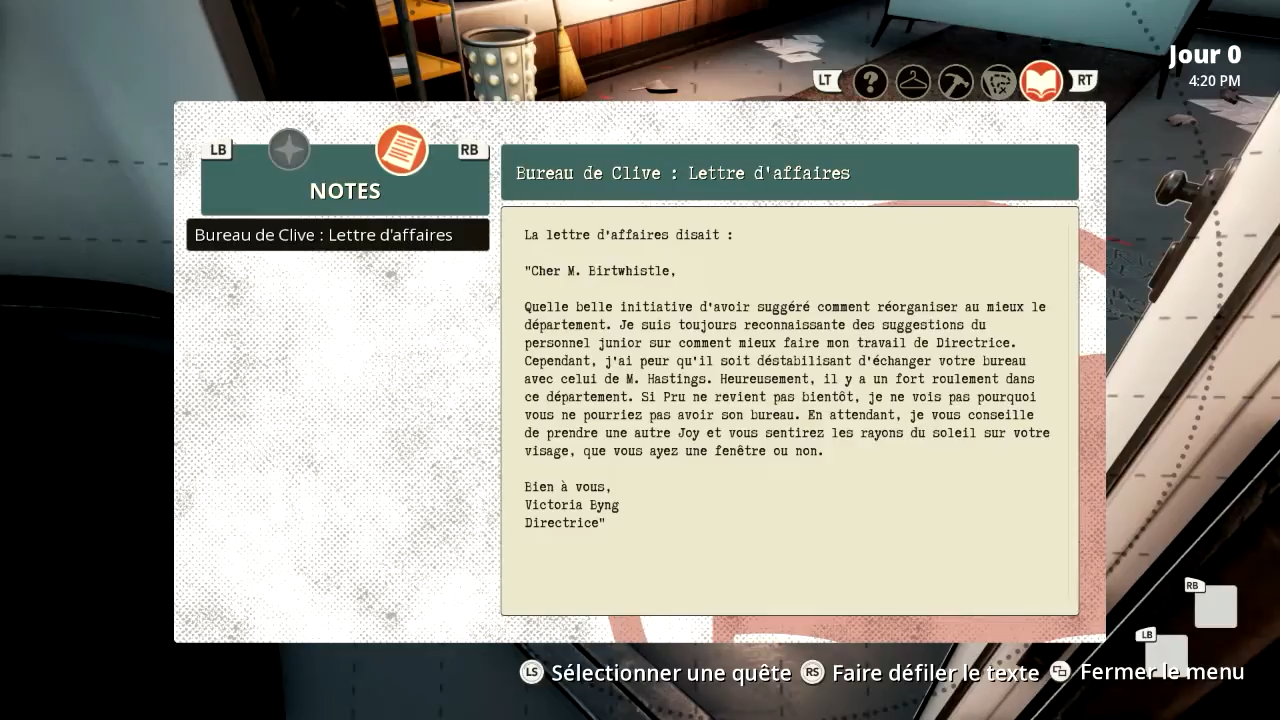 Jour 0
4:20 PM
LT
?
RT
LB
RB
NOTES
Bureau de Clive : Lettre d'affaires
Bureau de Clive : Lettre d'affaires
La lettre d'affaires disait :
"Cher M. Birtwhistle,
Quelle belle initiative d'avoir suggéré comment réorganiser au mieux le
département. Je suis toujours reconnaissante des suggestions du
personnel junior sur comment mieux faire mon travail de Directrice.
Cependant, j'ai peur qu'il soit déstabilisant d'échanger votre bureau
avec celui de M. Hastings. Heureusement, il y a un fort roulement dans
ce département. Si Pru ne revient pas bientôt, je ne vois pas pourquoi
vous ne pourriez pas avoir son bureau. En attendant, je vous conseille
de prendre une autre Joy et vous sentirez les rayons du soleil sur votre
visage, que vous ayez une fenêtre ou non.
Bien à vous,
Victoria Byng
Directrice"
RB
LB
LS Sélectionner une quête RS Faire défiler le texte Fermer le menu